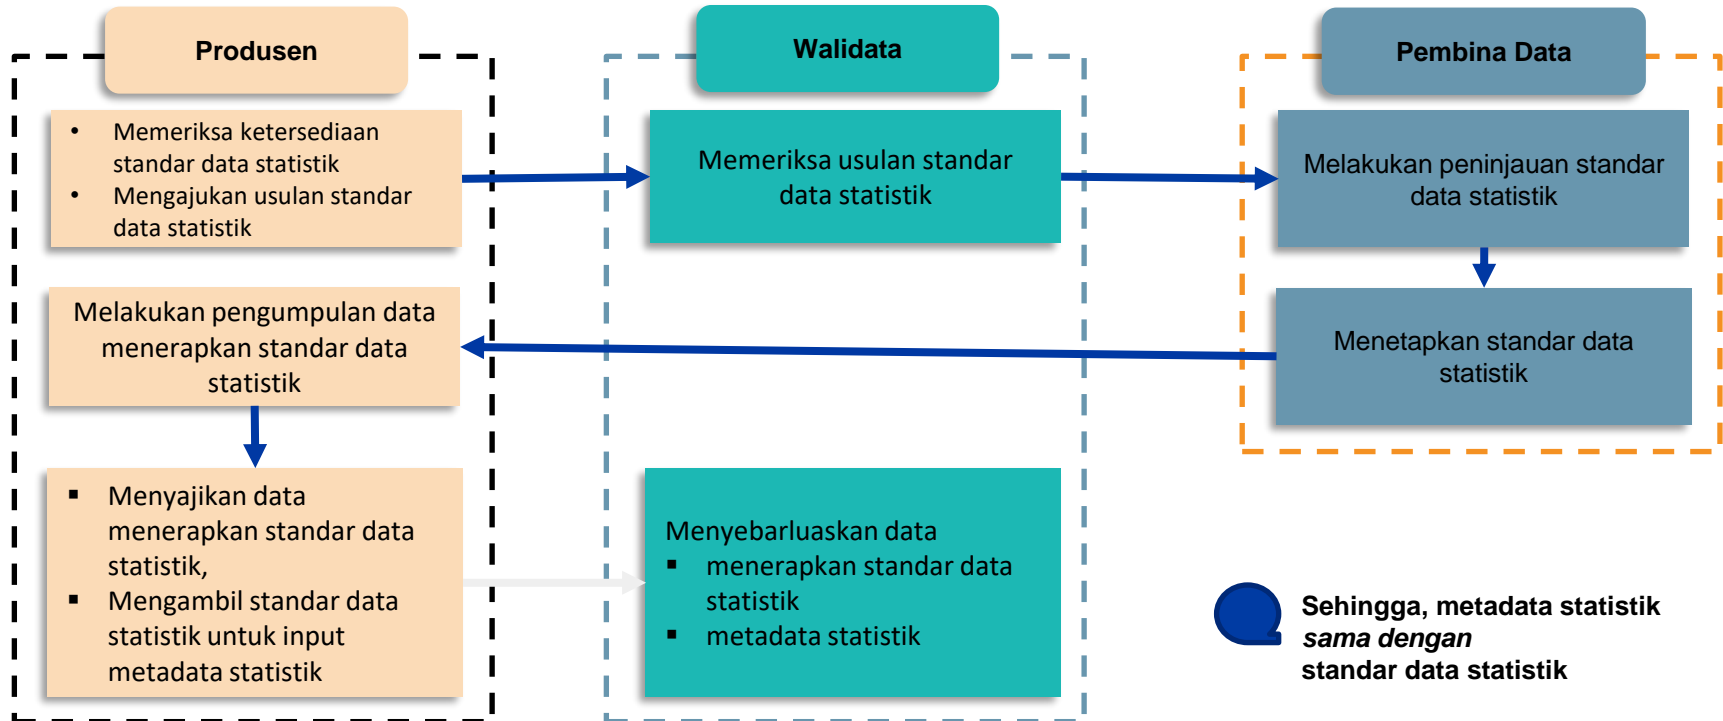 Produsen
Walidata
Pembina Data
• Memeriksa ketersediaan
standar data statistik
• Mengajukan usulan standar
data statistik
Memeriksa usulan standar
data statistik
Melakukan peninjauan standar
data statistik
Melakukan pengumpulan data
menerapkan standar data
statistik
Menetapkan standar data
statistik
▪ Menyajikan data
menerapkan standar data
statistik,
▪ Mengambil standar data
statistik untuk input
metadata statistik
Menyebarluaskan data
▪ menerapkan standar data
statistik
▪ metadata statistik
Sehingga, metadata statistik
sama dengan
standar data statistik